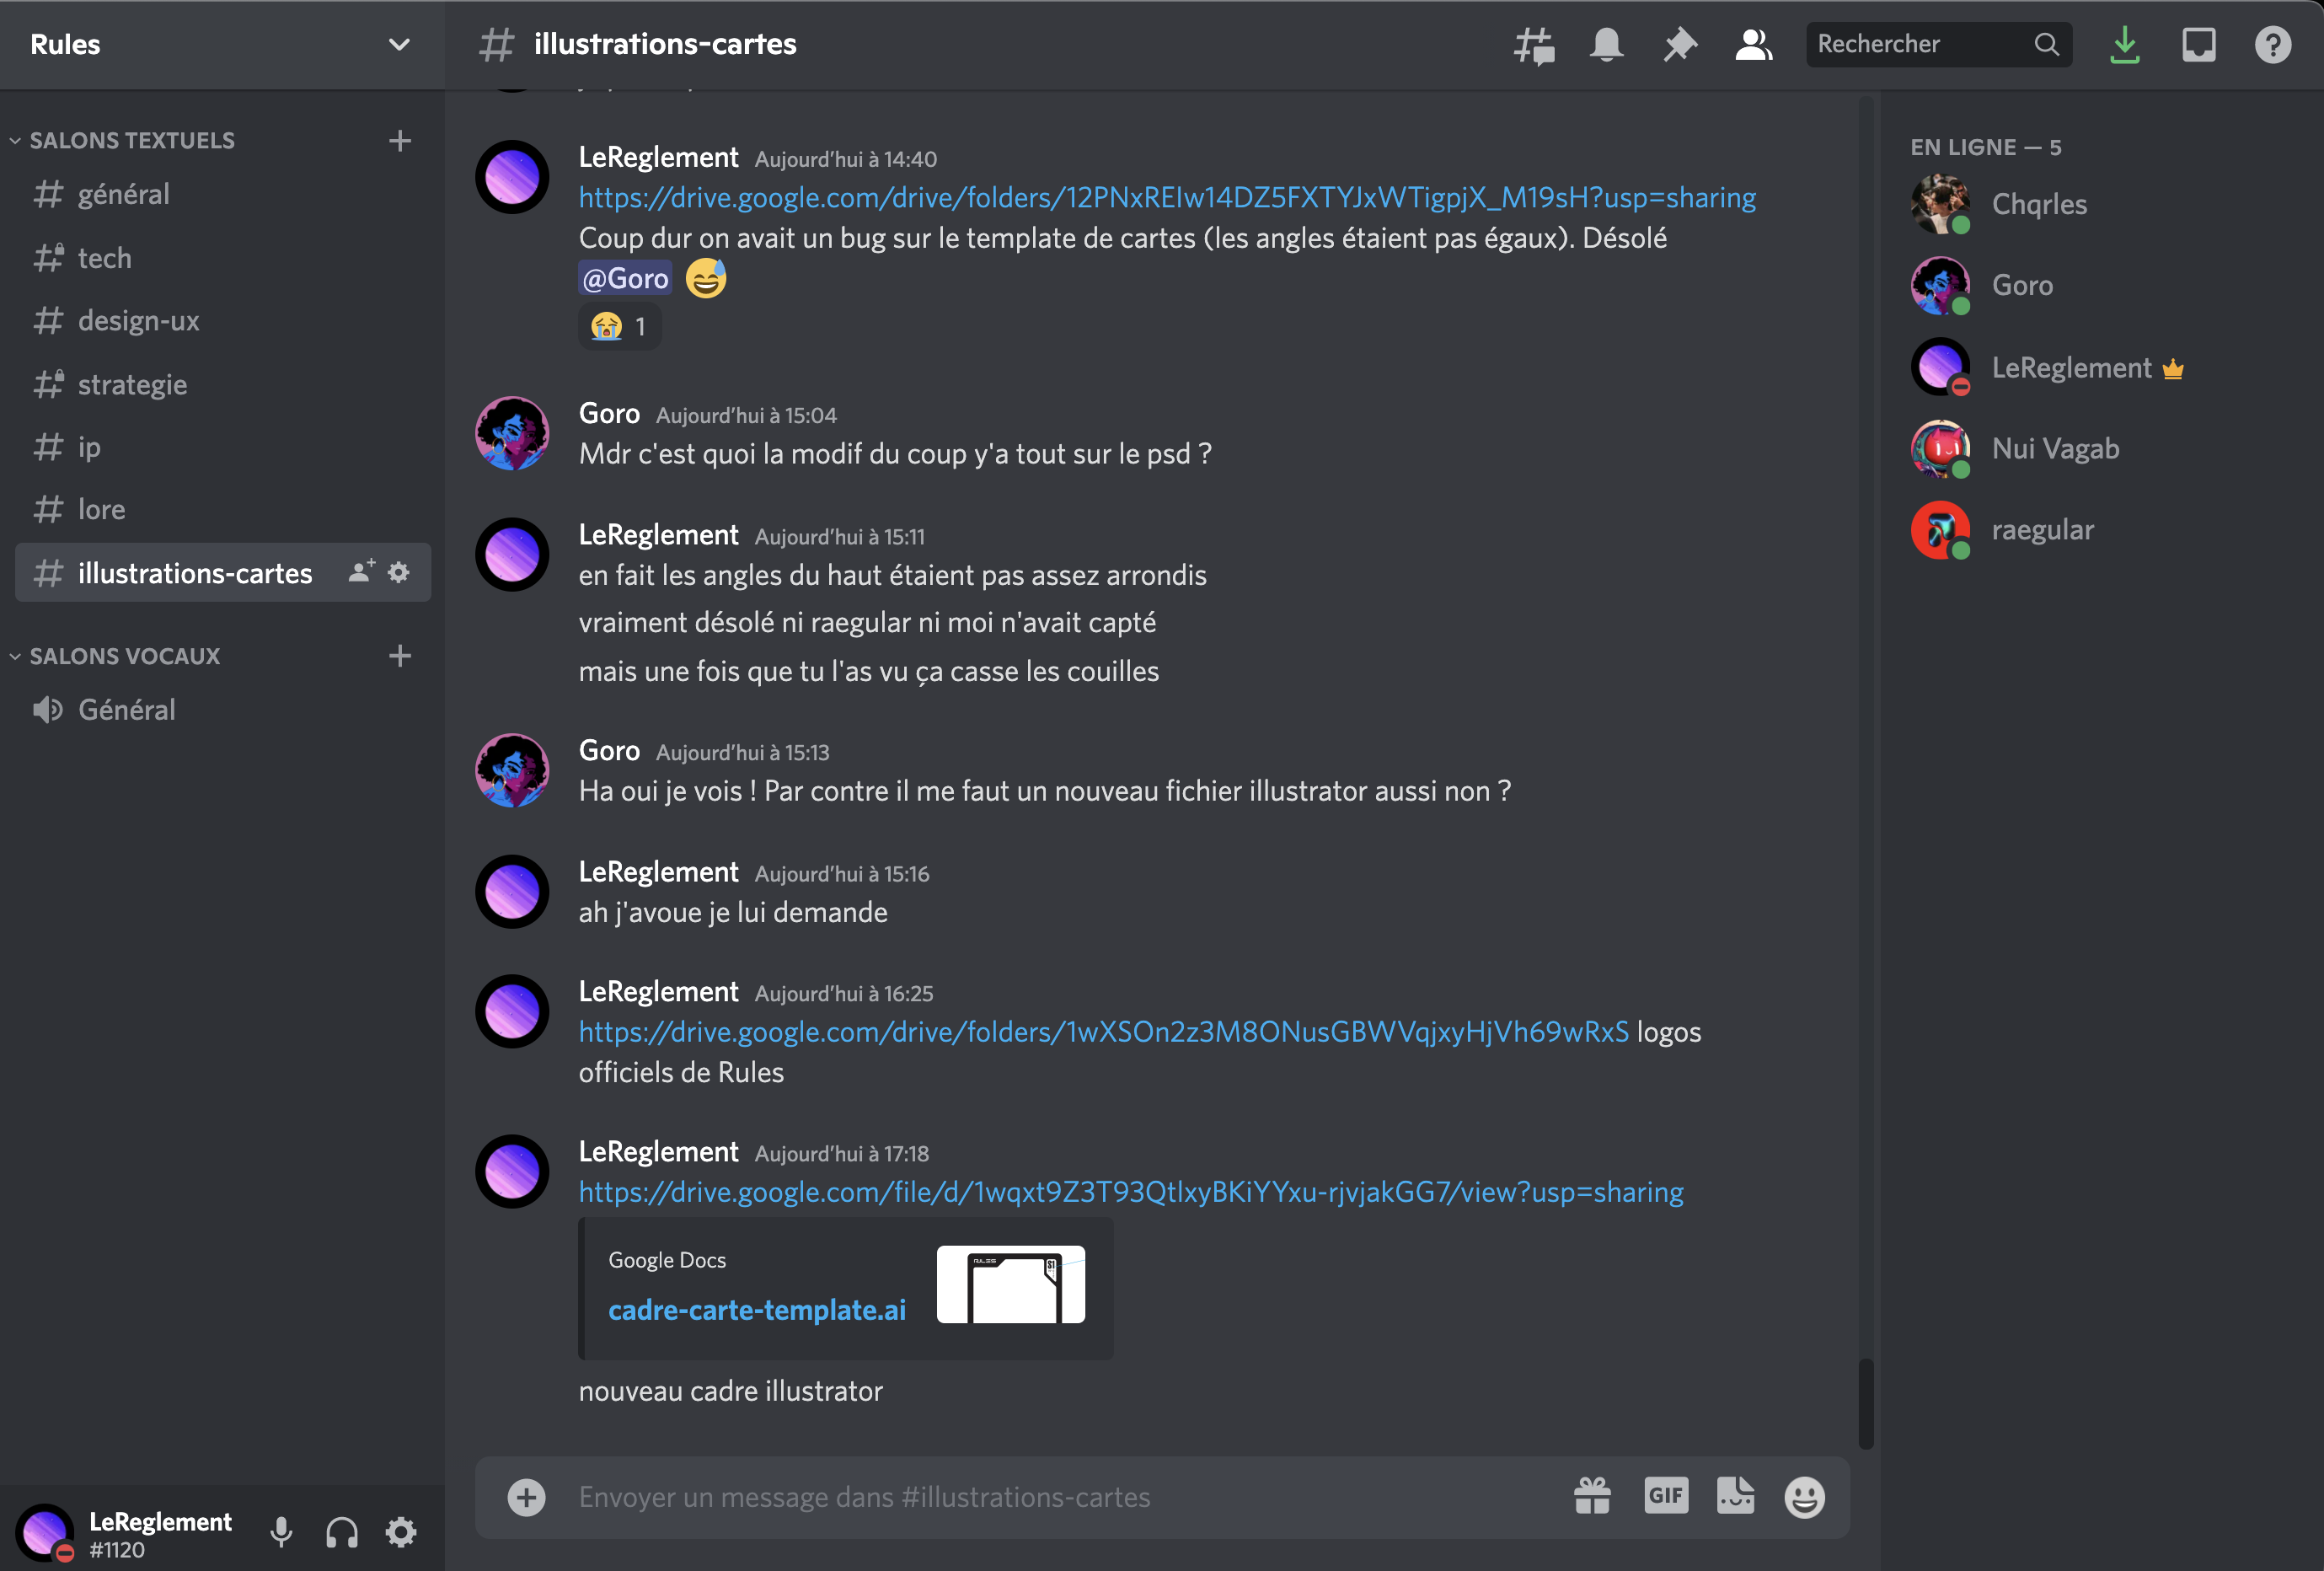 Rules
illustrations-cartes
Rechercher
SALONS TEXTUELS
général
tech
design-ux
strategie
ip
lore
illustrations-cartes
SALONS VOCAUX
Général
LeReglement
#1120
LeReglement Aujourd’hui à 14:40
https://drive.google.com/drive/folders/12PNxREIw14DZ5FXTYJxWTigpjX_M19sH?usp=sharing
Coup dur on avait un bug sur le template de cartes (les angles étaient pas égaux). Désolé
@Goro 😅
😭 1
Goro Aujourd’hui à 15:04
Mdr c'est quoi la modif du coup y'a tout sur le psd ?
LeReglement Aujourd’hui à 15:11
en fait les angles du haut étaient pas assez arrondis
vraiment désolé ni raegular ni moi n'avait capté
mais une fois que tu l'as vu ça casse les couilles
Goro Aujourd’hui à 15:13
Ha oui je vois ! Par contre il me faut un nouveau fichier illustrator aussi non ?
LeReglement Aujourd’hui à 15:16
ah j'avoue je lui demande
LeReglement Aujourd’hui à 16:25
https://drive.google.com/drive/folders/1wXSOn2z3M8ONusGBWVqjxyHjVh69wRxS logos
officiels de Rules
LeReglement Aujourd’hui à 17:18
https://drive.google.com/file/d/1wqxt9Z3T93QtlxyBKiYYxu-rjvjakGG7/view?usp=sharing
Google Docs
cadre-carte-template.ai
RULES
$1
nouveau cadre illustrator
Envoyer un message dans #illustrations-cartes
GIF
EN LIGNE — 5
Chqrles
Goro
LeReglement
Nui Vagab
raegular